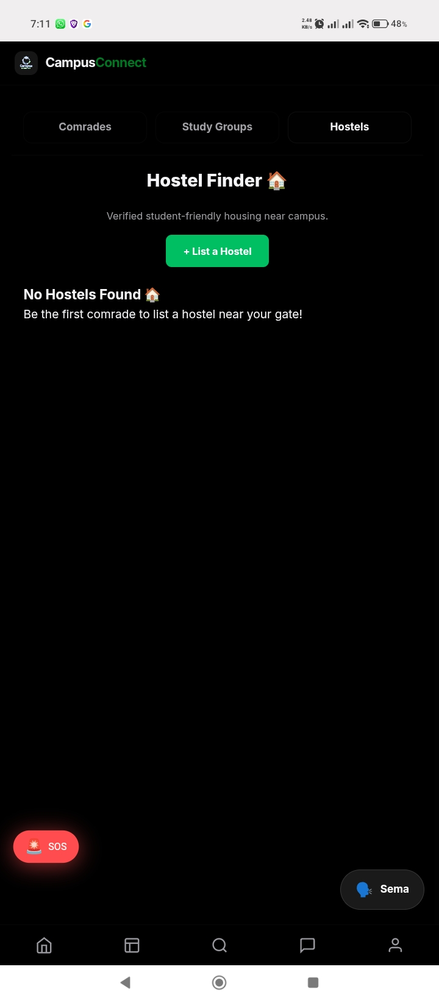 7:11
2.48
KB/s
48%
CampusConnect
Comrades
Study Groups
Hostels
Hostel Finder 🏠
Verified student-friendly housing near campus.
+ List a Hostel
No Hostels Found 🏠
Be the first comrade to list a hostel near your gate!
SOS
Sema